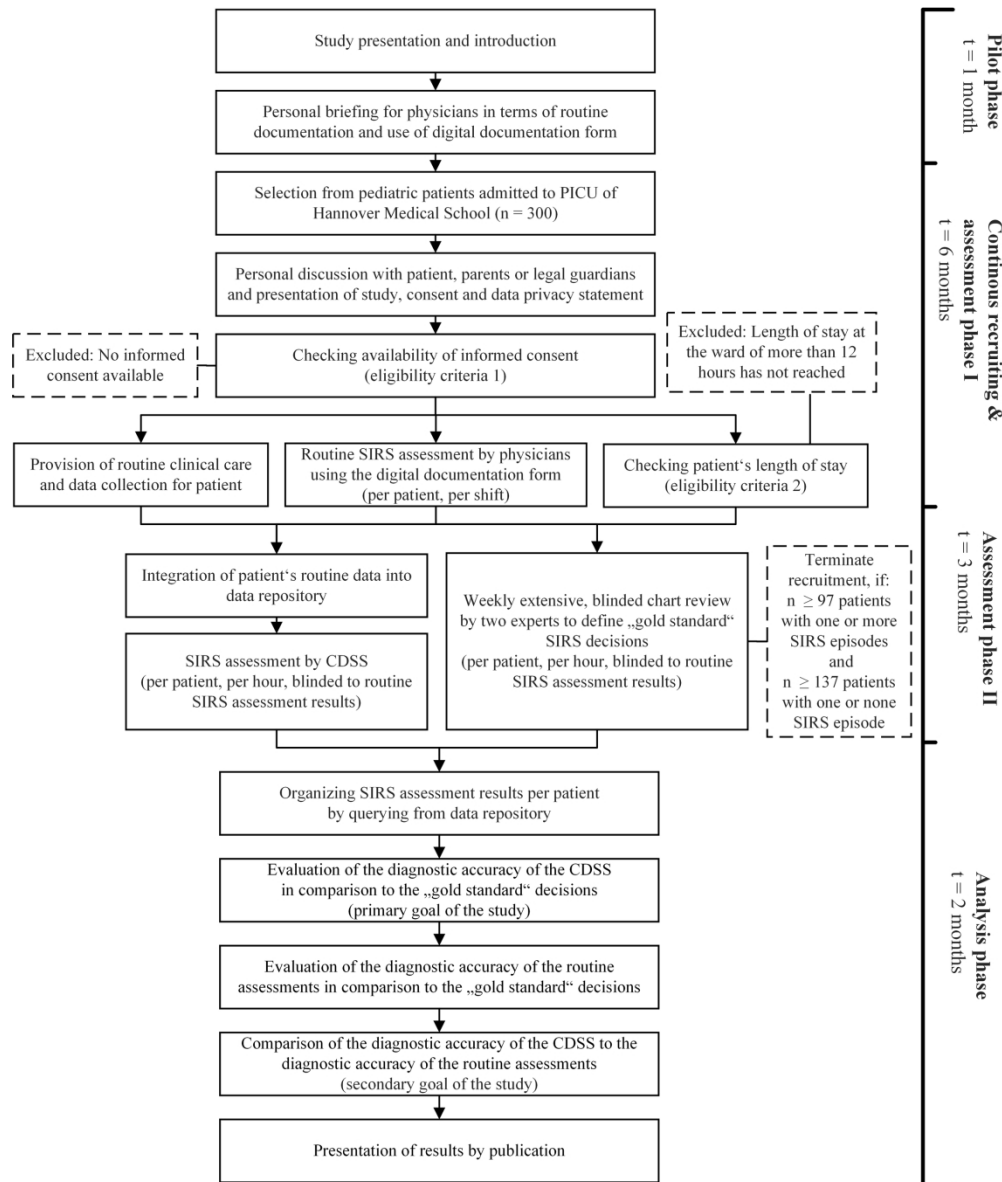 Study presentation and introduction
Personal briefing for physicians in terms of routine
documentation and use of digital documentation form
Pilot phase
t = 1 month
Selection from pediatric patients admitted to PICU of
Hannover Medical School (n = 300)
Personal discussion with patient, parents or legal guardians
and presentation of study, consent and data privacy statement
Excluded: No informed
consent available
Checking availability of informed consent
(eligibility criteria 1)
Excluded: Length of stay at
the ward of more than 12
hours has not reached
Provision of routine clinical care
and data collection for patient
Routine SIRS assessment by physicians
using the digital documentation form
(per patient, per shift)
Checking patient‘s length of stay
(eligibility criteria 2)
Continous recruiting &
assessment phase I
t = 6 months
Integration of patient‘s routine data into
data repository
SIRS assessment by CDSS
(per patient, per hour, blinded to routine
SIRS assessment results)
Weekly extensive, blinded chart review
by two experts to define „gold standard“
SIRS decisions
(per patient, per hour, blinded to routine
SIRS assessment results)
Terminate
recruitment, if:
n ≥ 97 patients
with one or more
SIRS episodes
and
n ≥ 137 patients
with one or none
SIRS episode
Assessment phase II
t = 3 months
Organizing SIRS assessment results per patient
by querying from data repository
Evaluation of the diagnostic accuracy of the CDSS
in comparison to the „gold standard“ decisions
(primary goal of the study)
Evaluation of the diagnostic accuracy of the routine
assessments in comparison to the „gold standard“ decisions
Comparison of the diagnostic accuracy of the CDSS to the
diagnostic accuracy of the routine assessments
(secondary goal of the study)
Presentation of results by publication
Analysis phase
t = 2 months